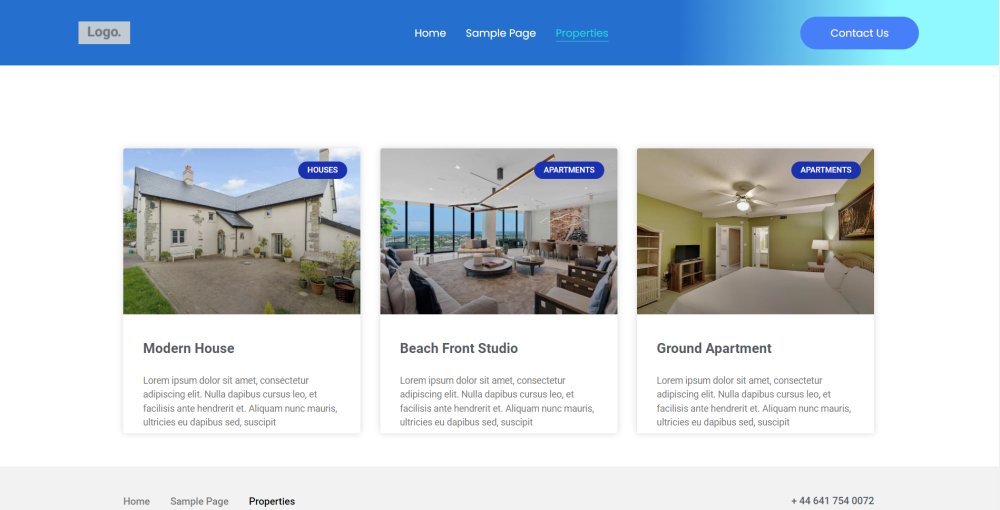 Logo.
Home
Sample Page
Properties
Contact Us
HOUSES
APARTMENTS
APARTMENTS
Modern House
Lorem ipsum dolor sit amet, consectetur
adipiscing elit. Nulla dapibus cursus leo, et
facilisis ante hendrerit et. Aliquam nunc mauris,
ultricies eu dapibus sed, suscipit
Beach Front Studio
Lorem ipsum dolor sit amet, consectetur
adipiscing elit. Nulla dapibus cursus leo, et
facilisis ante hendrerit et. Aliquam nunc mauris,
ultricies eu dapibus sed, suscipit
Ground Apartment
Lorem ipsum dolor sit amet, consectetur
adipiscing elit. Nulla dapibus cursus leo, et
facilisis ante hendrerit et. Aliquam nunc mauris,
ultricies eu dapibus sed, suscipit
Home
Sample Page
Properties
+ 44 641 754 0072